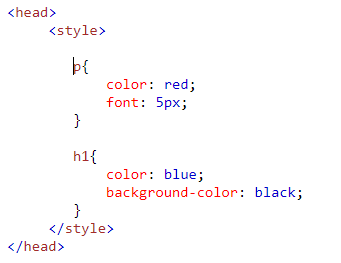 <head>
<style>
p{
color: red;
font: 5px;
}
h1{
color: blue;
background-color: black;
}
</style>
</head>